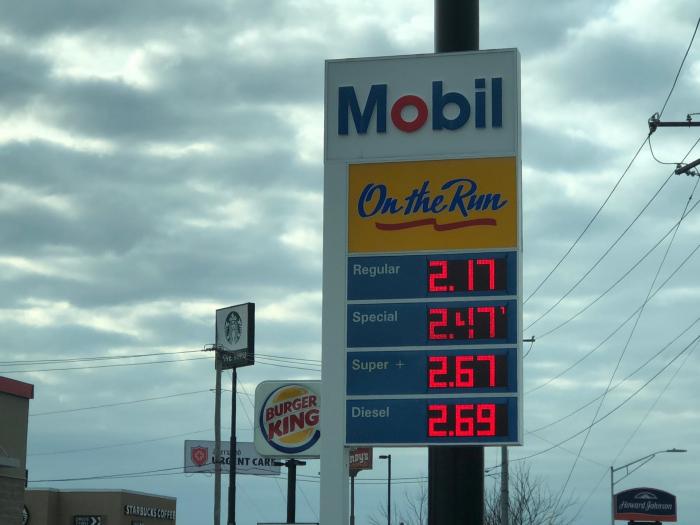 Mobil
On the Run
Regular 2.17
Special 2.47
Super + 2.67
Diesel 2.69
BURGER
KING
URGENT CARE
STARBUCKS COFFEE
Howard Johnson